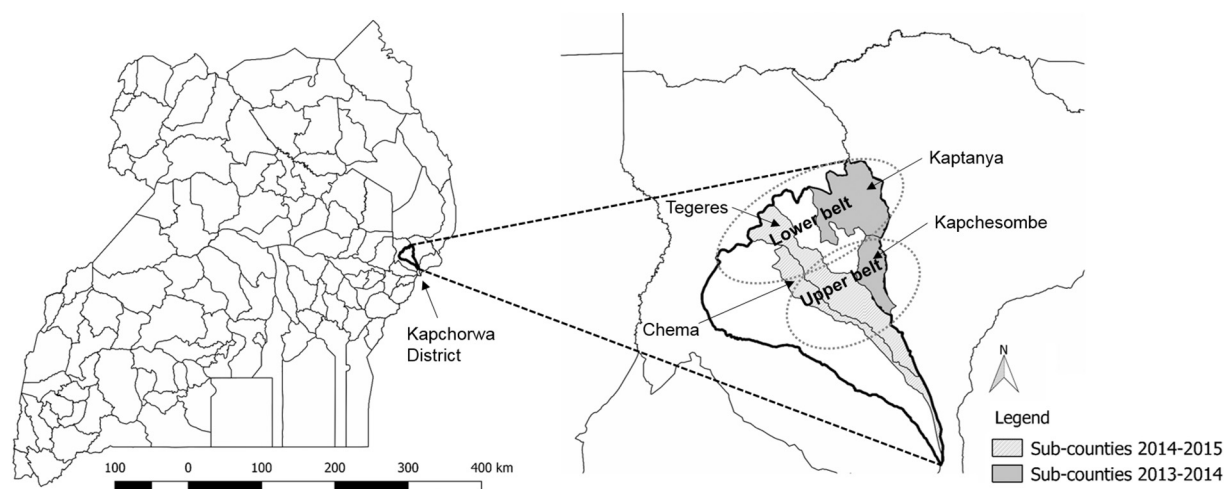 Kaptanya
Tegeres
Lower belt
Kapchesombe
Upper belt
Chema
Kapchorwa
District
N
Legend
Sub-counties 2014-2015
Sub-counties 2013-2014
100 0 100 200 300 400 km